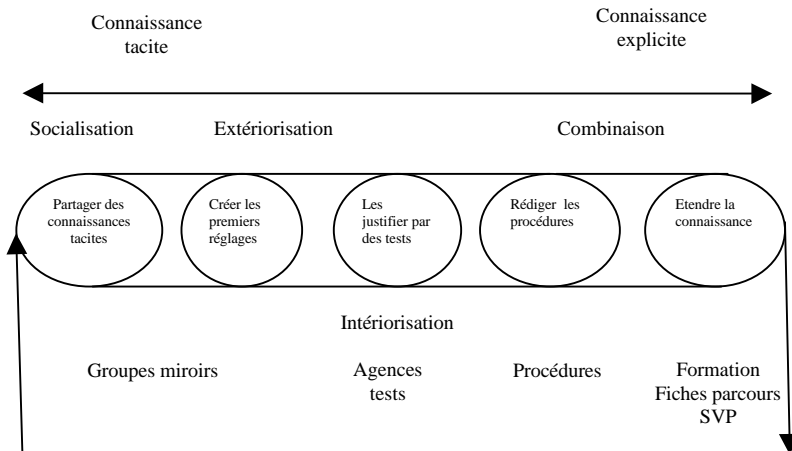 Connaissance
tacite
Connaissance
explicite
Socialisation
Extériorisation
Combinaison
Partager des
connaissances
tacites
Créer les
premiers
réglages
Les
justifier par
des tests
Rédiger les
procédures
Etendre la
connaissance
Intériorisation
Groupes miroirs
Agences
tests
Procédures
Formation
Fiches parcours
SVP